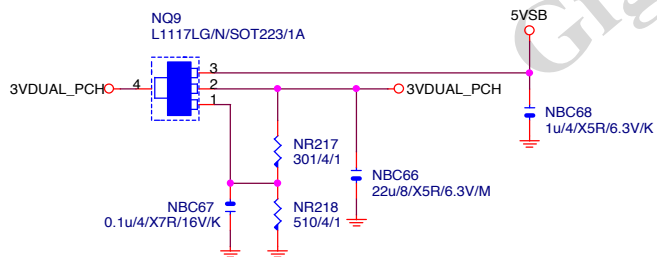 NQ9
L1117LG/N/SOT223/1A
5VSB
Gig
3
3VDUAL_PCH
4
2
3VDUAL_PCH
1
NBC68
1u/4/X5R/6.3V/K
NR217
301/4/1
NBC66
22u/8/X5R/6.3V/M
NBC67
0.1u/4/X7R/16V/K
NR218
510/4/1